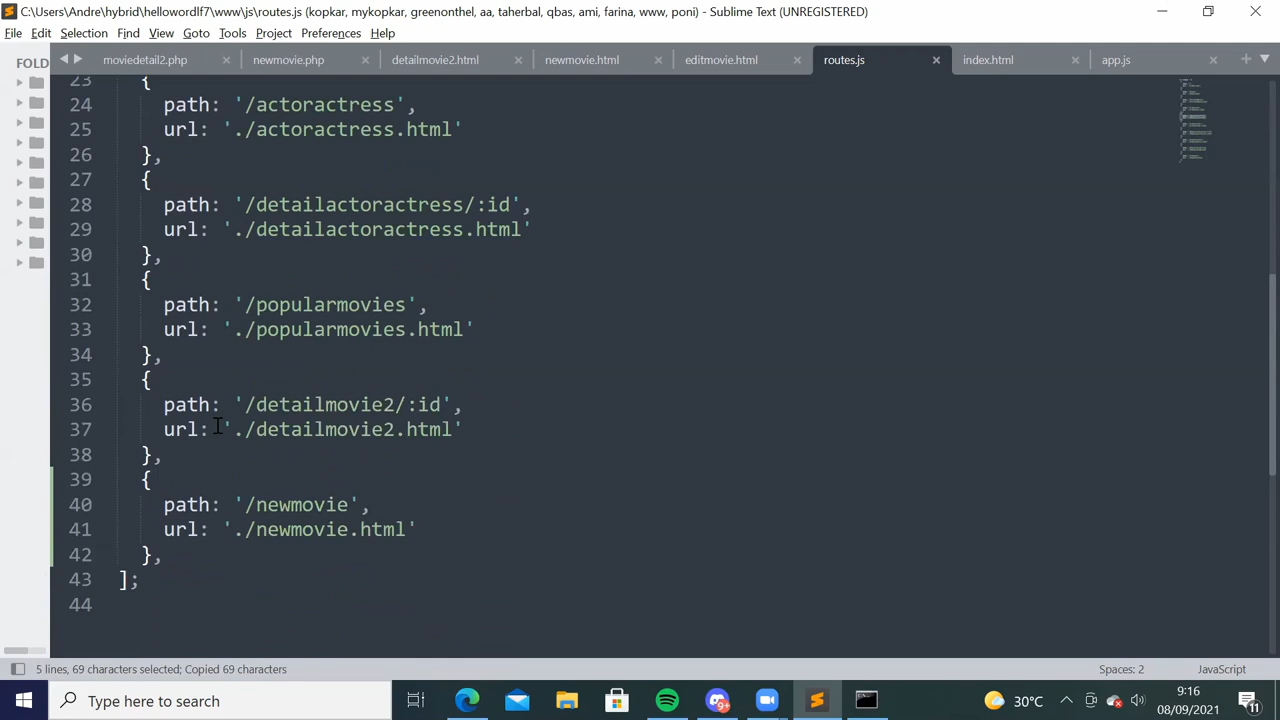 C:\Users\Andre\hybrid\hellowordlf7\www\js\routes.js (kopkar, mykopkar, greenonthel, aa, taherbal, qbas, ami, farina, www, poni) - Sublime Text (UNREGISTERED)
File Edit Selection Find View Goto Tools Project Preferences Help
FOLD moviedetail2.php newmovie.php detailmovie2.html newmovie.html editmovie.html routes.js index.html app.js
23 {
24 path: '/actoractress',
25 url: './actoractress.html'
26 },
27 {
28 path: '/detailactoractress/:id',
29 url: './detailactoractress.html'
30 },
31 {
32 path: '/popularmovies',
33 url: './popularmovies.html'
34 },
35 {
36 path: '/detailmovie2/:id',
37 url: './detailmovie2.html'
38 },
39 {
40 path: '/newmovie',
41 url: './newmovie.html'
42 },
43 ];
44
5 lines, 69 characters selected; Copied 69 characters Spaces: 2 JavaScript
Type here to search 9+ 30°C 9:16
08/09/2021 11